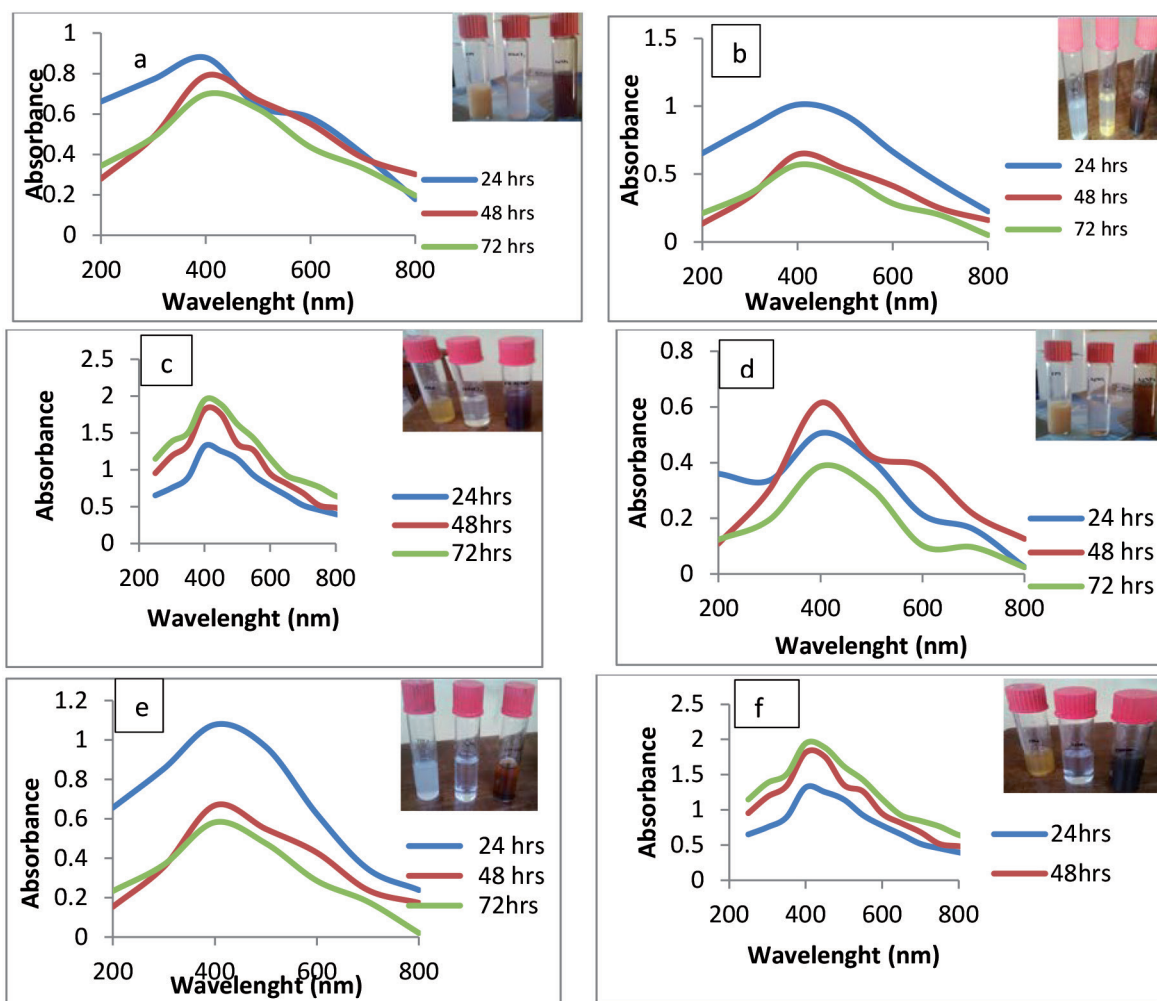 a
1
0.8
0.6
0.4
0.2
0
200 400 600 800
Absorbance
Wavelenght (nm)
24 hrs
48 hrs
72 hrs
b
1.5
1
0.5
0
200 400 600 800
Absorbance
Wavelenght (nm)
24 hrs
48 hrs
72 hrs
c
2.5
2
1.5
1
0.5
0
200 400 600 800
Absorbance
Wavelenght (nm)
24hrs
48hrs
72hrs
d
0.8
0.6
0.4
0.2
0
200 400 600 800
Absorbance
Wavelenght (nm)
24 hrs
48 hrs
72 hrs
e
1.2
1
0.8
0.6
0.4
0.2
0
200 400 600 800
Absorbance
Wavelenght (nm)
24 hrs
48 hrs
72hrs
f
2.5
2
1.5
1
0.5
0
200 400 600 800
Absorbance
Wavelenght (nm)
24hrs
48hrs